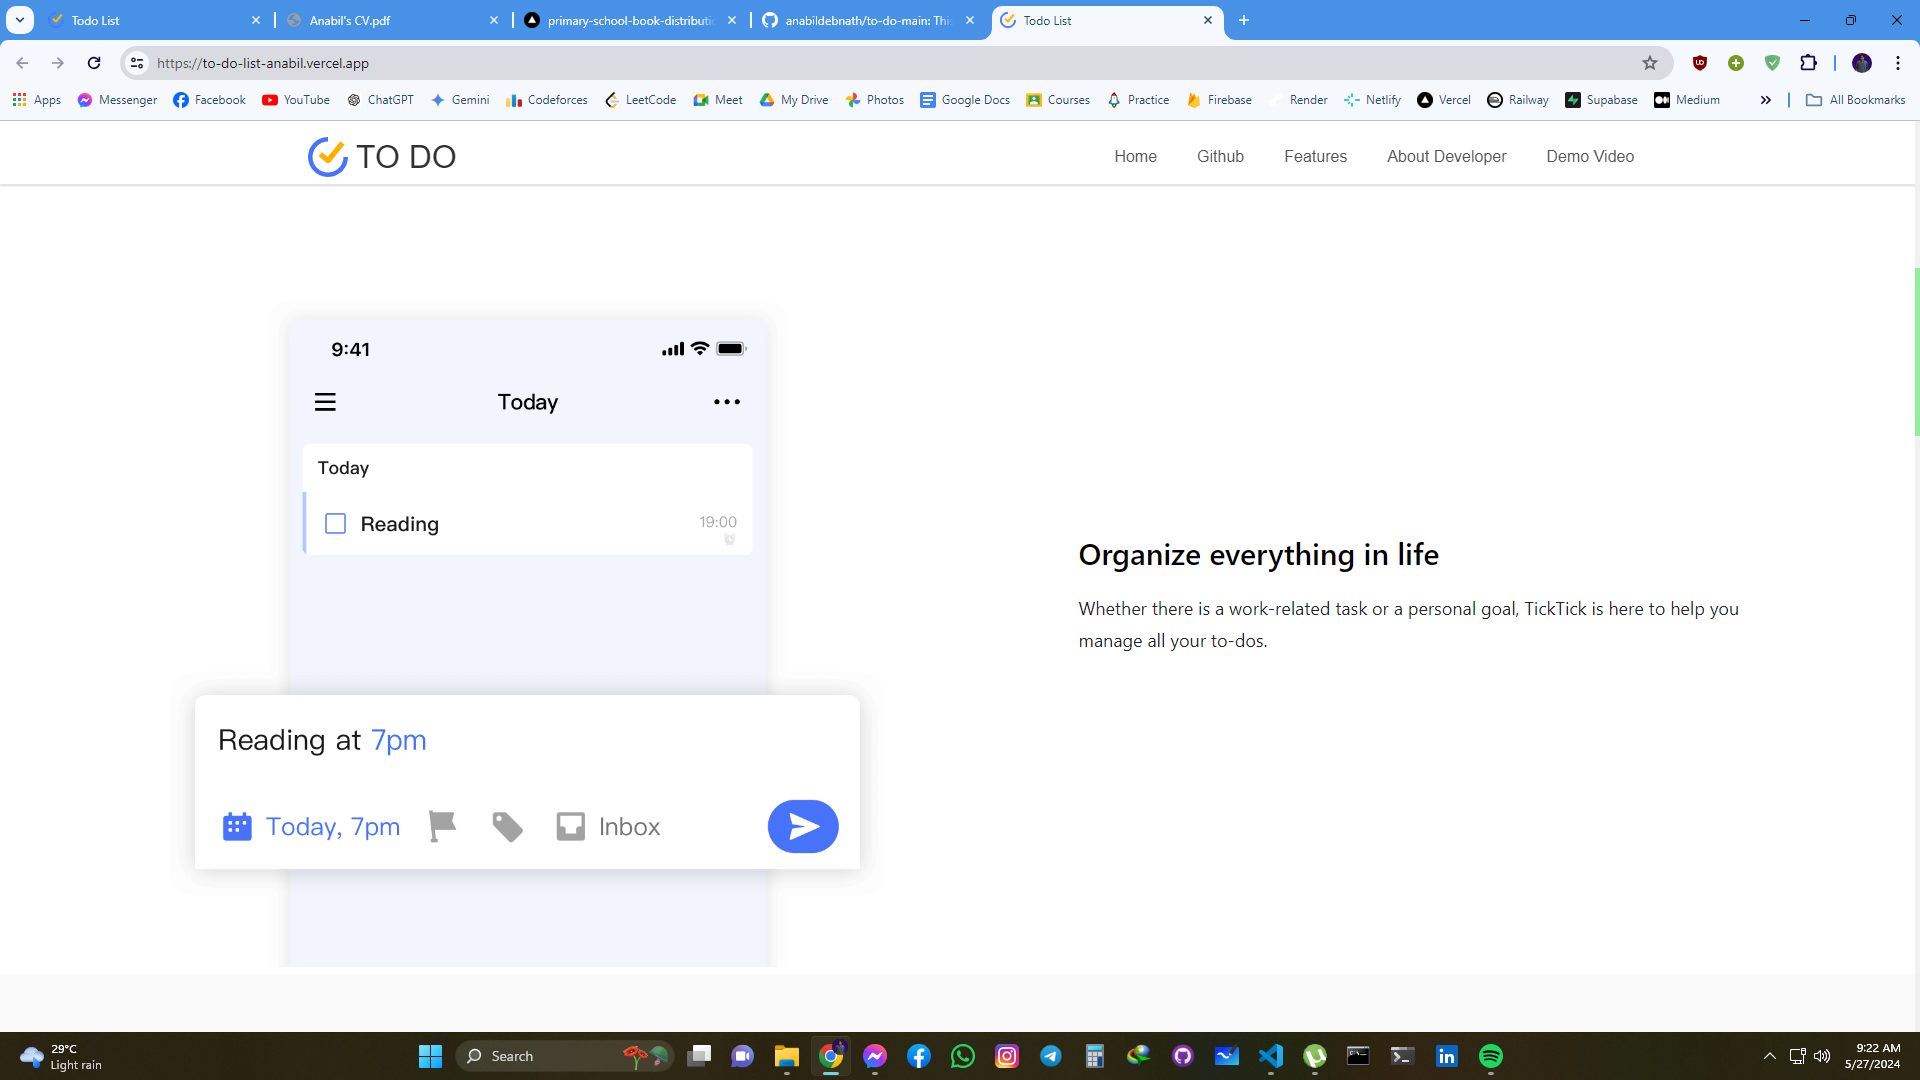 Todo List
Anabil's CV.pdf
primary-school-book-distributi
anabildebnath/to-do-main: This
Todo List
https://to-do-list-anabil.vercel.app
Apps
Messenger
Facebook
YouTube
ChatGPT
Gemini
Codeforces
LeetCode
Meet
My Drive
Photos
Google Docs
Courses
Practice
Firebase
Render
Netlify
Vercel
Railway
Supabase
Medium
All Bookmarks
TO DO
Home
Github
Features
About Developer
Demo Video
9:41
Today
Today
Reading
19:00
Organize everything in life
Whether there is a work-related task or a personal goal, TickTick is here to help you
manage all your to-dos.
Reading at 7pm
Today, 7pm
Inbox
29°C
Light rain
Search
9:22 AM
5/27/2024